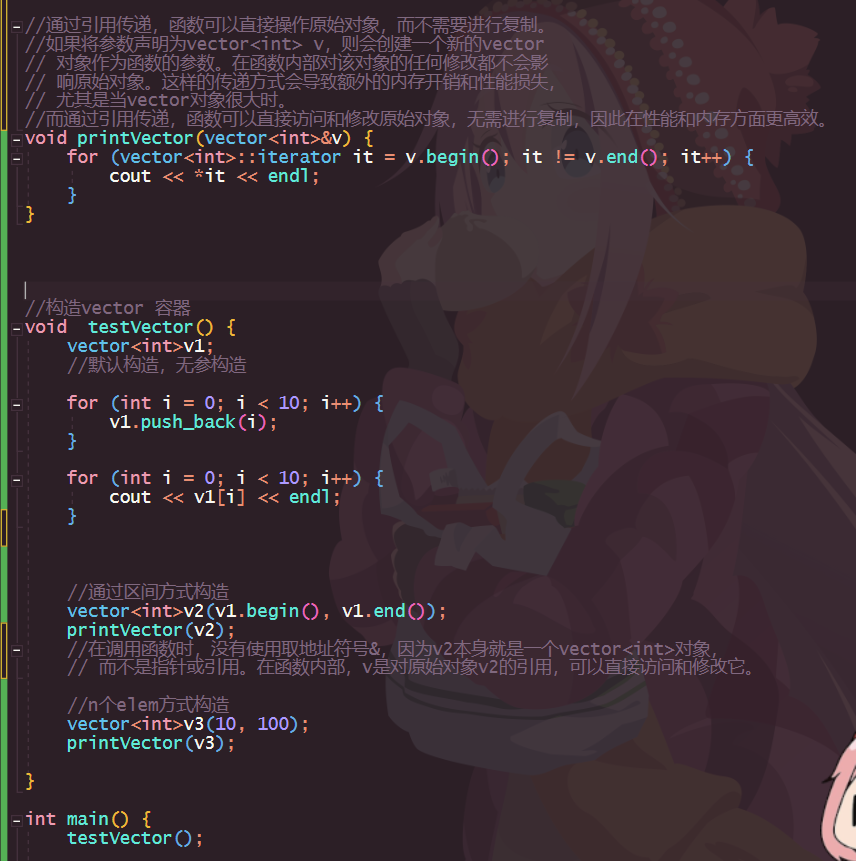 //通过引用传递，函数可以直接操作原始对象，而不需要进行复制。
//如果将参数声明为vector<int> v，则会创建一个新的vector
// 对象作为函数的参数。在函数内部对该对象的任何修改都不会影
// 响原始对象。这样的传递方式会导致额外的内存开销和性能损失，
// 尤其是当vector对象很大时。
//而通过引用传递，函数可以直接访问和修改原始对象，无需进行复制，因此在性能和内存方面更高效。
void printVector(vector<int>&v) {
    for (vector<int>::iterator it = v.begin(); it != v.end(); it++) {
        cout << *it << endl;
    }
}
//构造vector 容器
void  testVector() {
    vector<int>v1;
    //默认构造，无参构造
    for (int i = 0; i < 10; i++) {
        v1.push_back(i);
    }
    for (int i = 0; i < 10; i++) {
        cout << v1[i] << endl;
    }
    //通过区间方式构造
    vector<int>v2(v1.begin(), v1.end());
    printVector(v2);
    //在调用函数时，没有使用取地址符号&，因为v2本身就是一个vector<int>对象，
    // 而不是指针或引用。在函数内部，v是对原始对象v2的引用，可以直接访问和修改它。
    //n个elem方式构造
    vector<int>v3(10, 100);
    printVector(v3);
}
int main() {
    testVector();